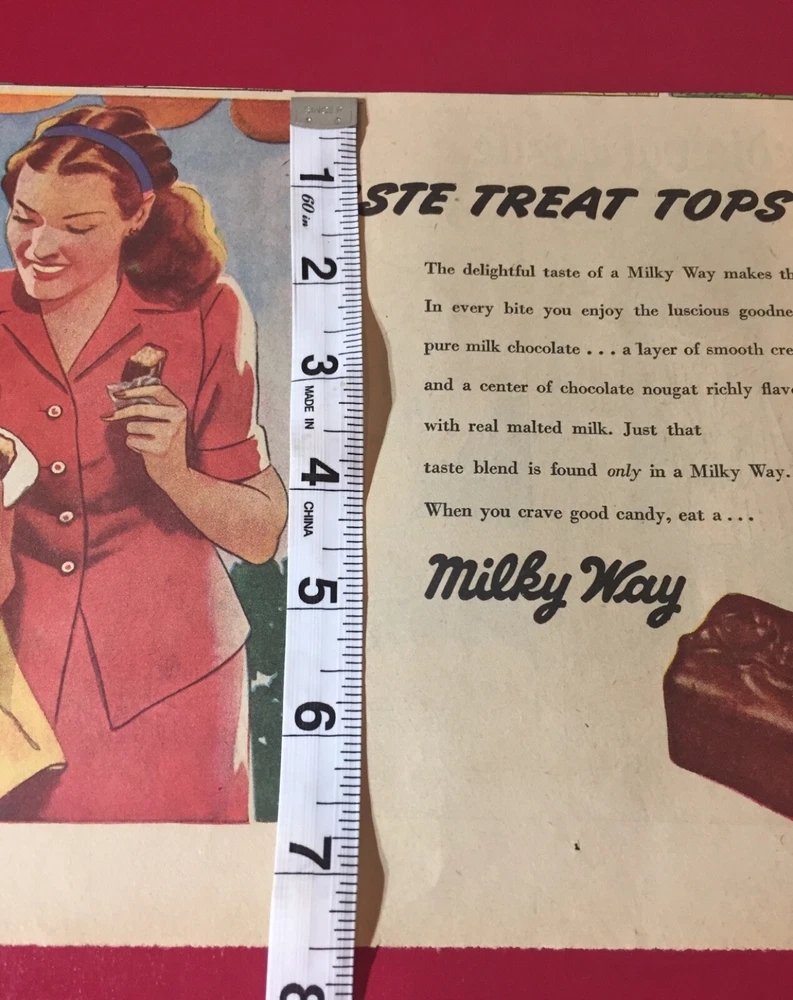 1
60 in
2
3
MADE IN
4
CHINA
5
6
7
8
STE TREAT TOPS
The delightful taste of a Milky Way makes th
In every bite you enjoy the luscious goodne
pure milk chocolate . . . a layer of smooth cre
and a center of chocolate nougat richly flav
with real malted milk. Just that
taste blend is found only in a Milky Way.
When you crave good candy, eat a . . .
Milky Way